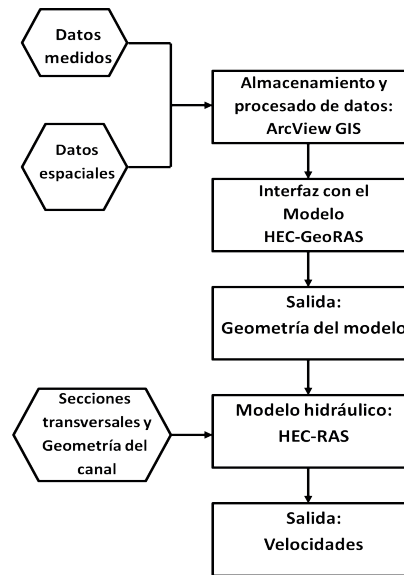 Datos
medidos
Datos
espaciales
Almacenamiento y
procesado de datos:
ArcView GIS
Interfaz con el
Modelo
HEC-GeoRAS
Salida:
Geometría del modelo
Secciones
transversales y
Geometría del
canal
Modelo hidráulico:
HEC-RAS
Salida:
Velocidades